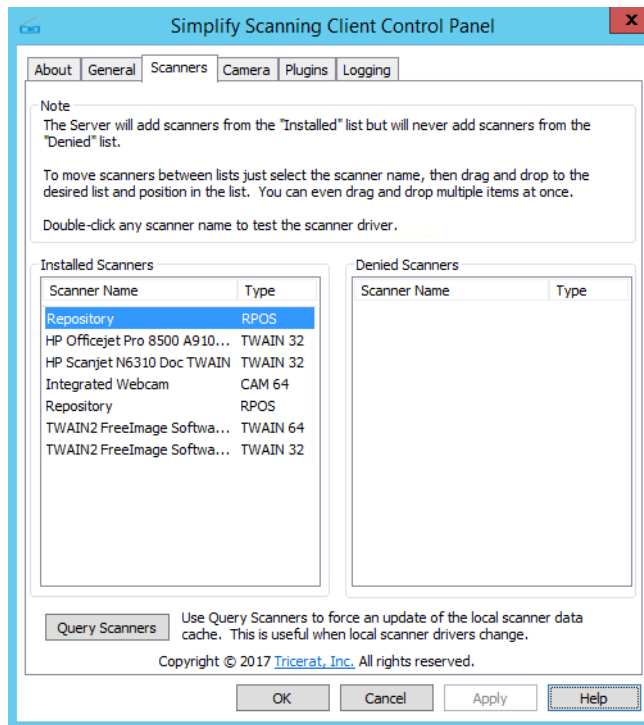 Simplify Scanning Client Control Panel
x
About General Scanners Camera Plugins Logging
Note
The Server will add scanners from the "Installed" list but will never add scanners from the
"Denied" list.
To move scanners between lists just select the scanner name, then drag and drop to the
desired list and position in the list. You can even drag and drop multiple items at once.
Double-click any scanner name to test the scanner driver.
Installed Scanners
Scanner Name Type
Repository RPOS
HP Officejet Pro 8500 A910... TWAIN 32
HP Scanjet N6310 Doc TWAIN TWAIN 32
Integrated Webcam CAM 64
Repository RPOS
TWAIN2 FreeImage Softwa... TWAIN 64
TWAIN2 FreeImage Softwa... TWAIN 32
Denied Scanners
Scanner Name Type
Query Scanners
Use Query Scanners to force an update of the local scanner data
cache. This is useful when local scanner drivers change.
Copyright © 2017 Tricerat, Inc. All rights reserved.
OK Cancel Apply Help